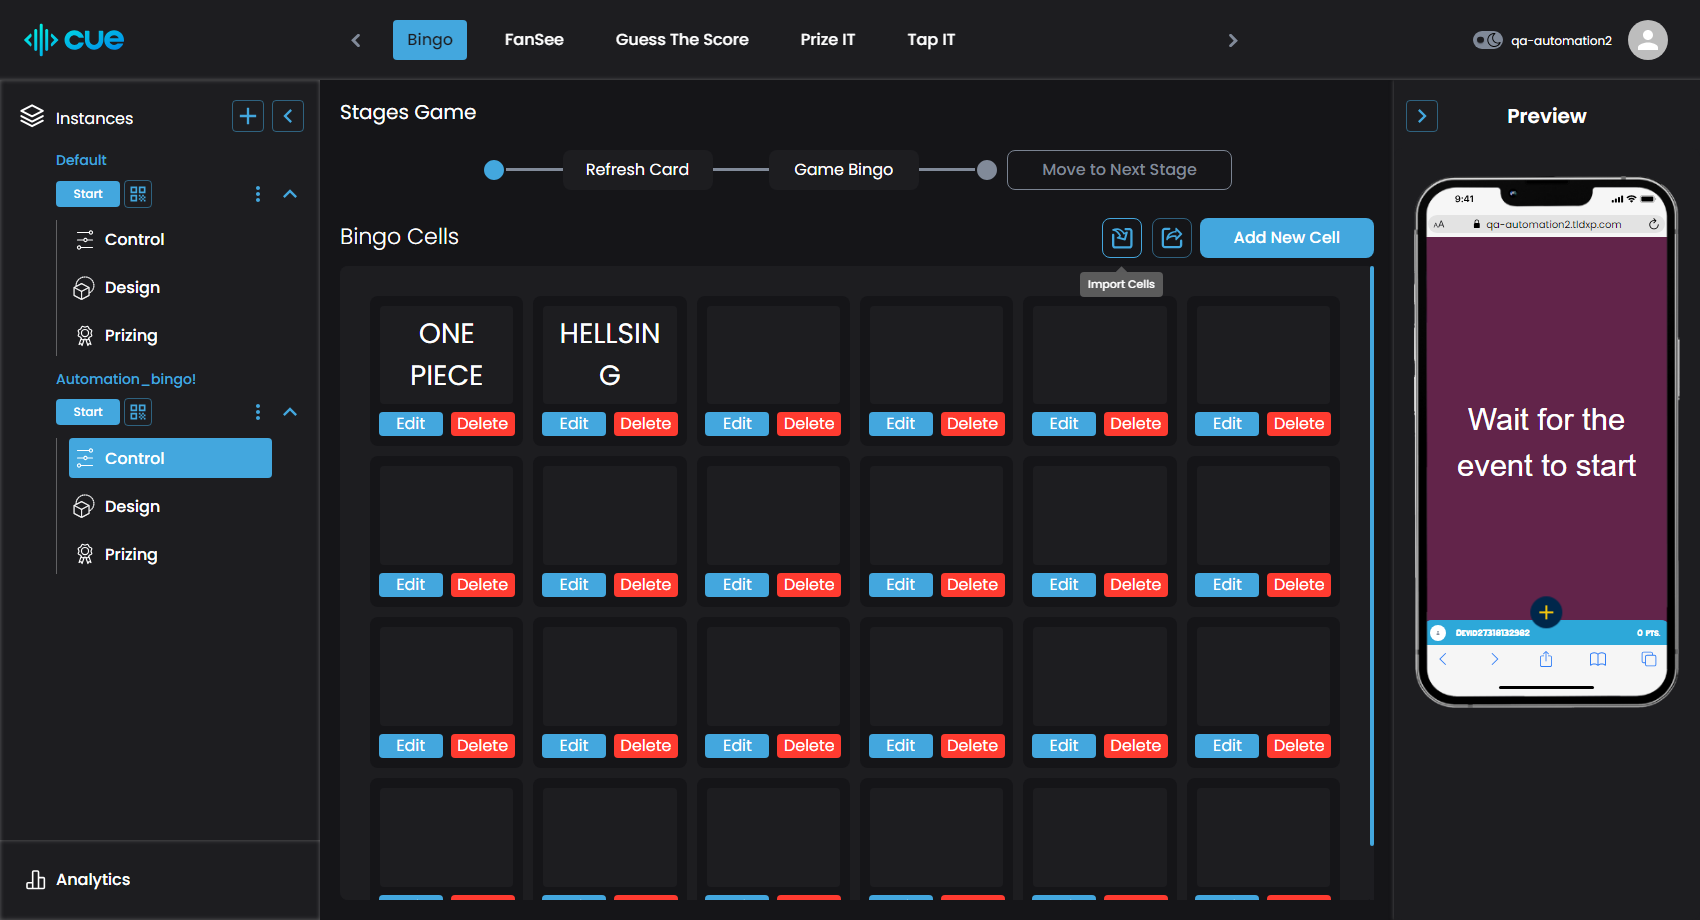 cue
Bingo
FanSee
Guess The Score
Prize IT
Tap IT
qa-automation2
Instances
Default
Start
Control
Design
Prizing
Automation_bingo!
Start
Control
Design
Prizing
Analytics
Stages Game
Refresh Card
Game Bingo
Move to Next Stage
Bingo Cells
Add New Cell
Import Cells
ONE
PIECE
HELLSIN
G
Edit Delete Edit Delete Edit Delete Edit Delete Edit Delete Edit Delete
Edit Delete Edit Delete Edit Delete Edit Delete Edit Delete Edit Delete
Edit Delete Edit Delete Edit Delete Edit Delete Edit Delete Edit Delete
Preview
9:41
AA qa-automation2.tldxp.com
Wait for the
event to start
DEVID27318132982 0 PTS.